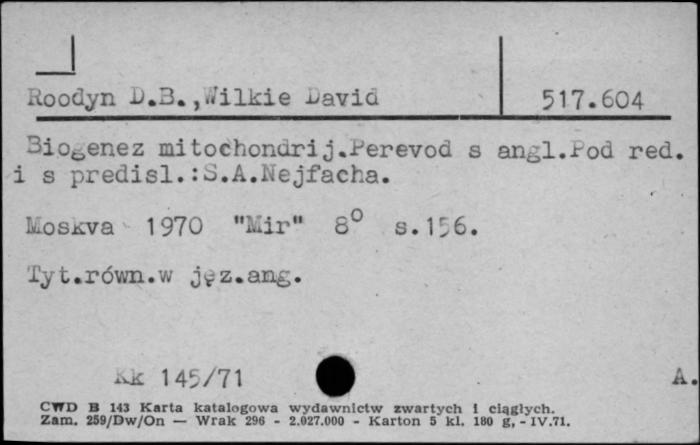 Roodyn D.B.,Wilkie David
517.604
Biogenez mitochondrij.Perevod s angl.Pod red.
i s predisl.:S.A.Nejfacha.
Moskva 1970 "Mir" 8° s.156.
Tyt.równ.w jęz.ang.
Kk 145/71
A.
CWD B 143 Karta katalogowa wydawnictw zwartych i ciągłych.
Zam. 259/Dw/On — Wrak 296 - 2.027.000 - Karton 5 kl. 180 g, - IV.71.